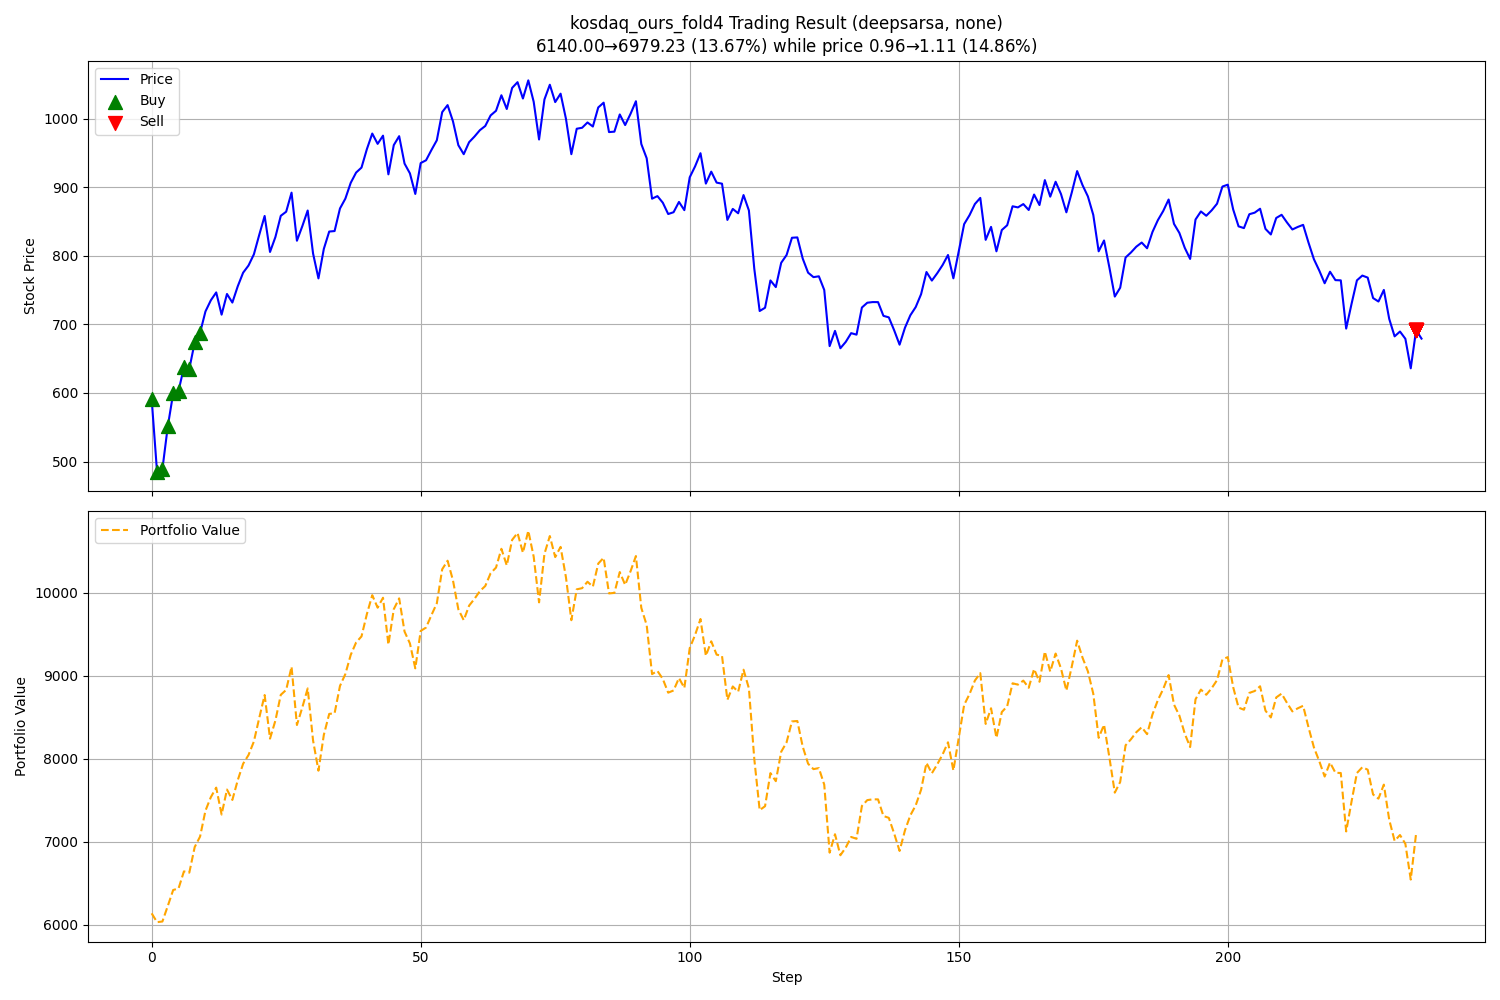 kosdaq_ours_fold4 Trading Result (deepsarsa, none)
6140.00→6979.23 (13.67%) while price 0.96→1.11 (14.86%)
Price
Buy
Sell
Stock Price
1000
900
800
700
600
500
Portfolio Value
Portfolio Value
10000
9000
8000
7000
6000
0
50
100
150
200
Step